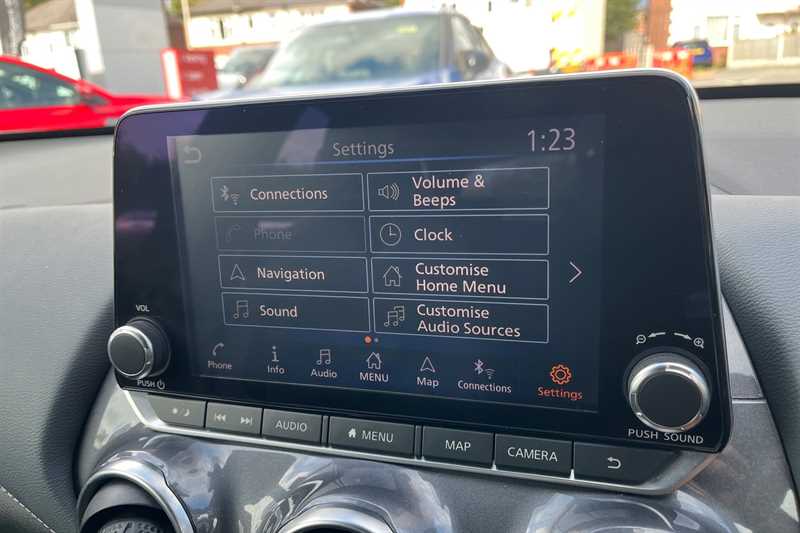 Settings
1:23
Connections
Volume &
Beeps
Phone
Clock
Navigation
Customise
Home Menu
Sound
Customise
Audio Sources
Phone
Info
Audio
MENU
Map
Connections
Settings
VOL
PUSH
PUSH SOUND
AUDIO
MENU
MAP
CAMERA